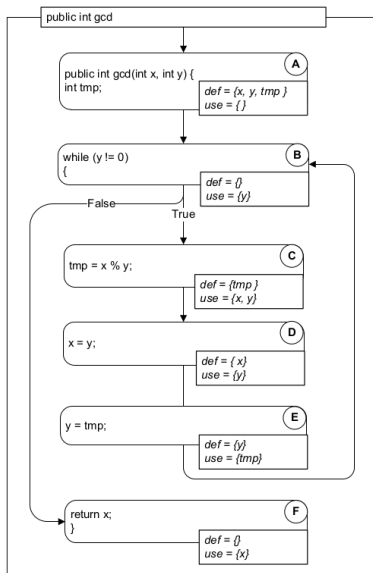 public int gcd
A
public int gcd(int x, int y) {
int tmp;
def = {x, y, tmp }
use = { }
B
while (y != 0)
{
def = {}
use = {y}
False
True
C
tmp = x % y;
def = {tmp }
use = {x, y}
D
x = y;
def = { x}
use = {y}
E
y = tmp;
def = {y}
use = {tmp}
F
return x;
}
def = {}
use = {x}